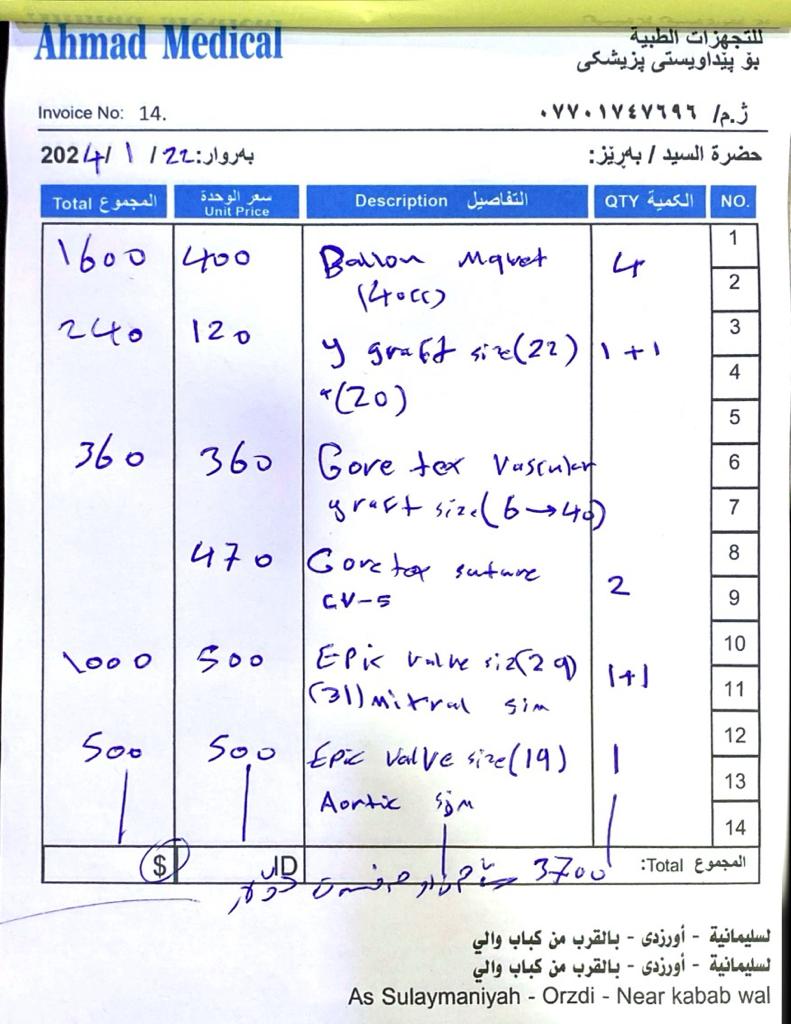 Ahmad Medical
للتجهزات الطبية
بۆ پێداويستى پزيشكى
Invoice No: 14.
ژ.م/ ٠٧٧٠١٧٤٧٦٩٦
بەروار: 2024/1/22
حضرة السيد / بەڕێز:
المجموع Total سعر الوحدة Unit Price Description التفاصيل QTY الكمية NO.
1600 400 Ballon Mquet 4
(40cc)
240 120 y graft size(22) 1+1
*(20)
360 360 Gore tex Vascular
graft size(6→40)
470 Gore tex suture 2
CV-5
1000 500 Epic valve siz(29) 1+1
(31) mitral sim
500 500 Epic Valve size(19) 1
Aortic sim
1
2
3
4
5
6
7
8
9
10
11
12
13
14
$ ID 3700 المجموع Total:
لسليمانية - أورزدى - بالقرب من كباب والي
لسليمانية - أورزدى - بالقرب من كباب والي
As Sulaymaniyah - Orzdi - Near kabab wal